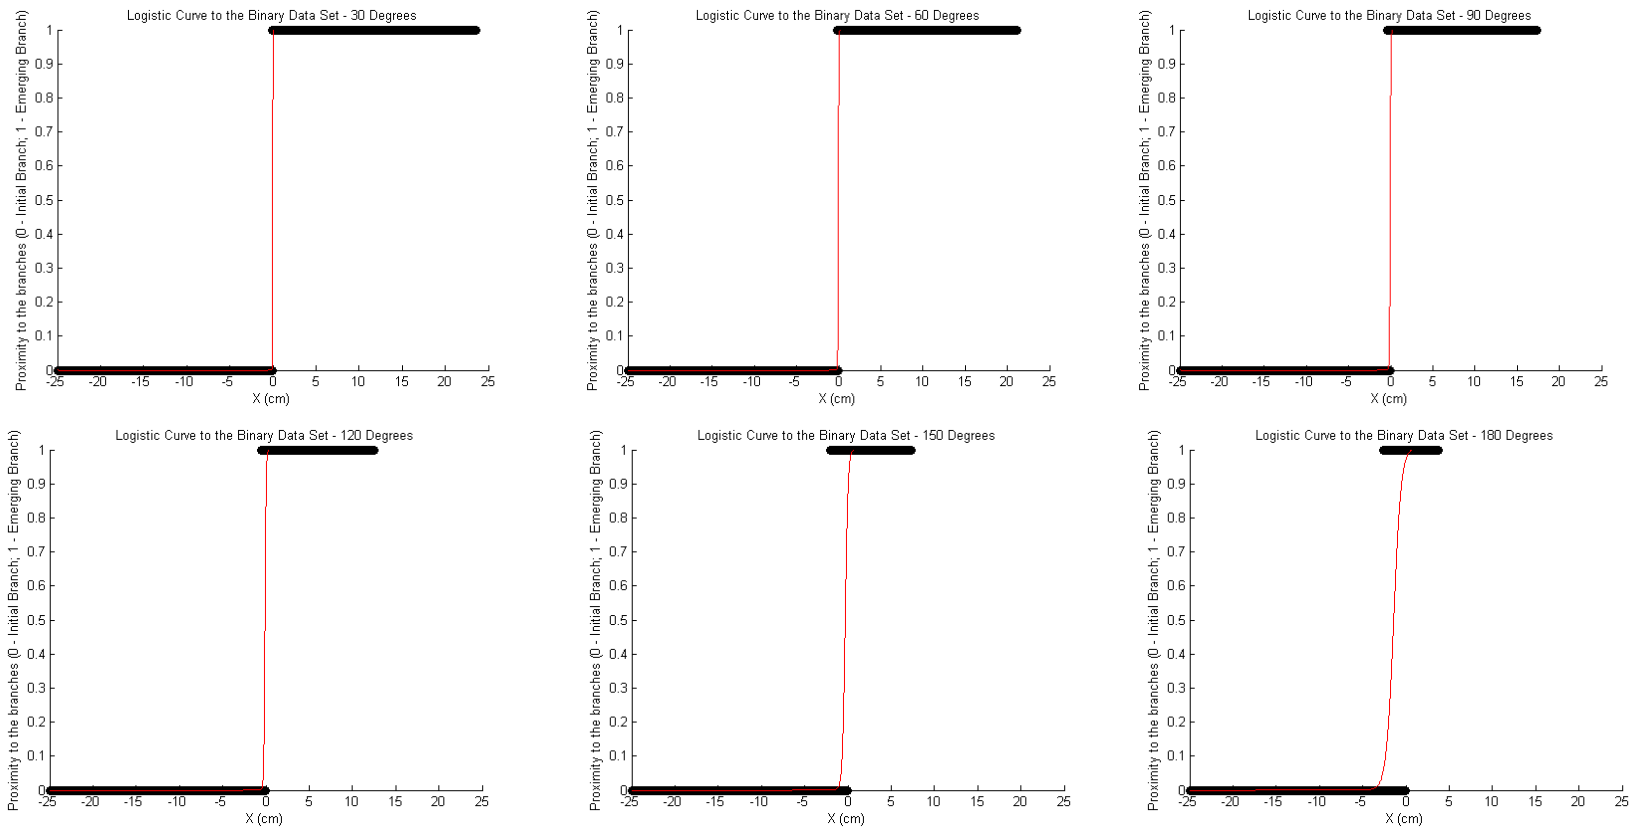 Logistic Curve to the Binary Data Set - 30 Degrees
Proximity to the branches (0 - Initial Branch; 1 - Emerging Branch)
1
0.9
0.8
0.7
0.6
0.5
0.4
0.3
0.2
0.1
0
-25 -20 -15 -10 -5 0 5 10 15 20 25
X (cm)
Logistic Curve to the Binary Data Set - 60 Degrees
Proximity to the branches (0 - Initial Branch; 1 - Emerging Branch)
1
0.9
0.8
0.7
0.6
0.5
0.4
0.3
0.2
0.1
0
-25 -20 -15 -10 -5 0 5 10 15 20 25
X (cm)
Logistic Curve to the Binary Data Set - 90 Degrees
Proximity to the branches (0 - Initial Branch; 1 - Emerging Branch)
1
0.9
0.8
0.7
0.6
0.5
0.4
0.3
0.2
0.1
0
-25 -20 -15 -10 -5 0 5 10 15 20 25
X (cm)
Logistic Curve to the Binary Data Set - 120 Degrees
Proximity to the branches (0 - Initial Branch; 1 - Emerging Branch)
1
0.9
0.8
0.7
0.6
0.5
0.4
0.3
0.2
0.1
0
-25 -20 -15 -10 -5 0 5 10 15 20 25
X (cm)
Logistic Curve to the Binary Data Set - 150 Degrees
Proximity to the branches (0 - Initial Branch; 1 - Emerging Branch)
1
0.9
0.8
0.7
0.6
0.5
0.4
0.3
0.2
0.1
0
-25 -20 -15 -10 -5 0 5 10 15 20 25
X (cm)
Logistic Curve to the Binary Data Set - 180 Degrees
Proximity to the branches (0 - Initial Branch; 1 - Emerging Branch)
1
0.9
0.8
0.7
0.6
0.5
0.4
0.3
0.2
0.1
0
-25 -20 -15 -10 -5 0 5 10 15 20 25
X (cm)